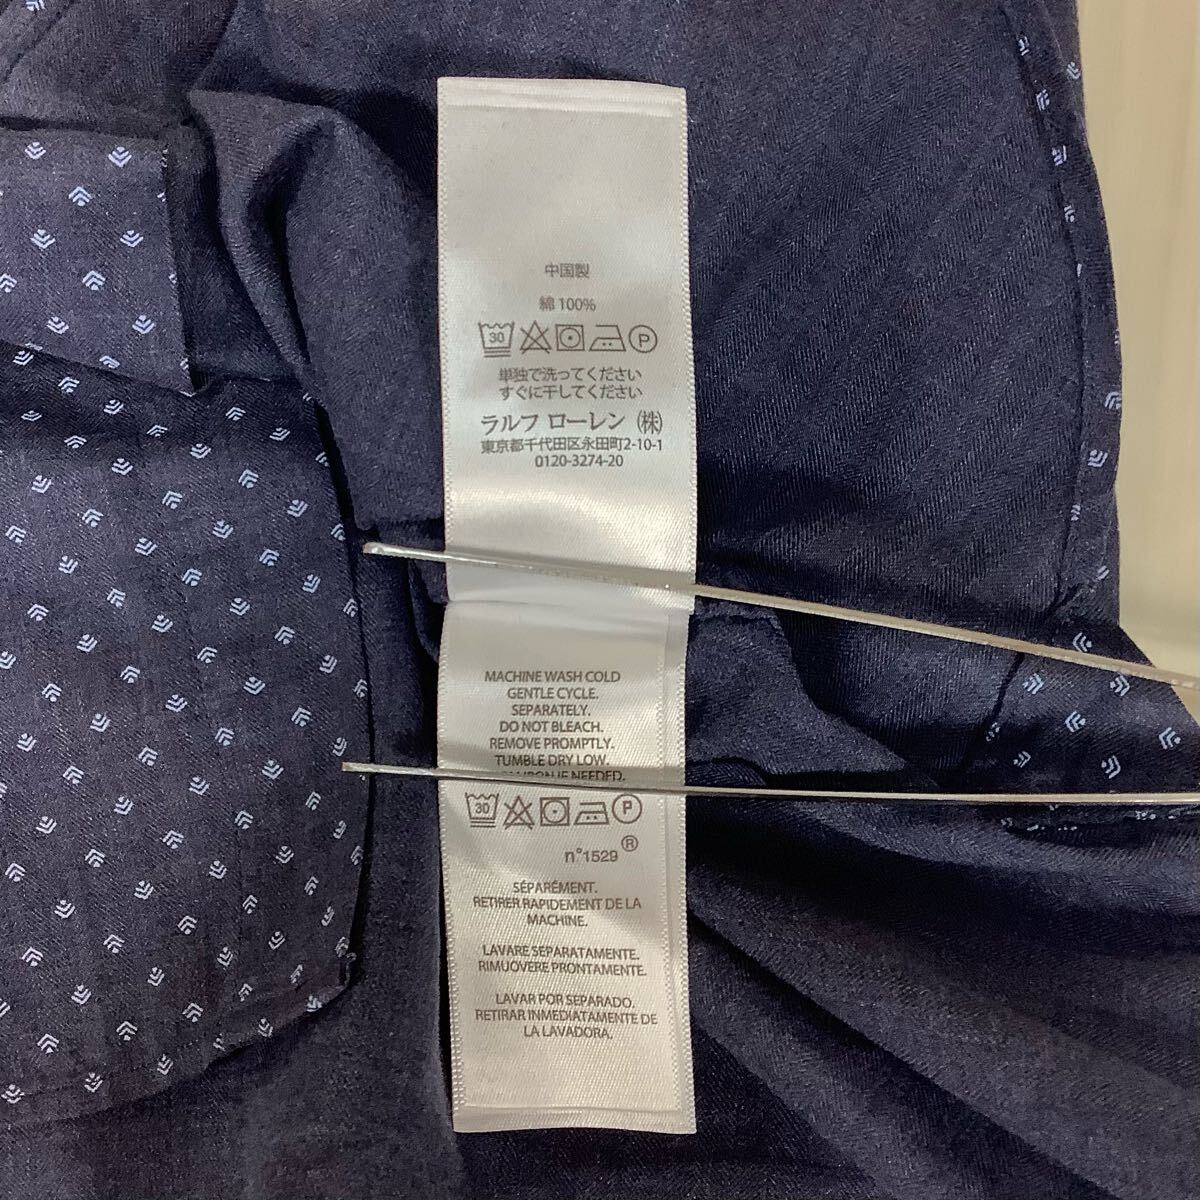 中国製
綿 100%
30 P
単独で洗ってください
すぐに干してください
ラルフ ローレン ㈱
東京都千代田区永田町2-10-1
0120-3274-20
MACHINE WASH COLD
GENTLE CYCLE.
SEPARATELY.
DO NOT BLEACH.
REMOVE PROMPTLY.
TUMBLE DRY LOW.
IF NEEDED.
30 P
n°1529 ®
SÉPARÉMENT.
RETIRER RAPIDEMENT DE LA
MACHINE.
LAVARE SEPARATAMENTE.
RIMUOVERE PRONTAMENTE.
LAVAR POR SEPARADO.
RETIRAR INMEDIATAMENTE DE
LA LAVADORA.